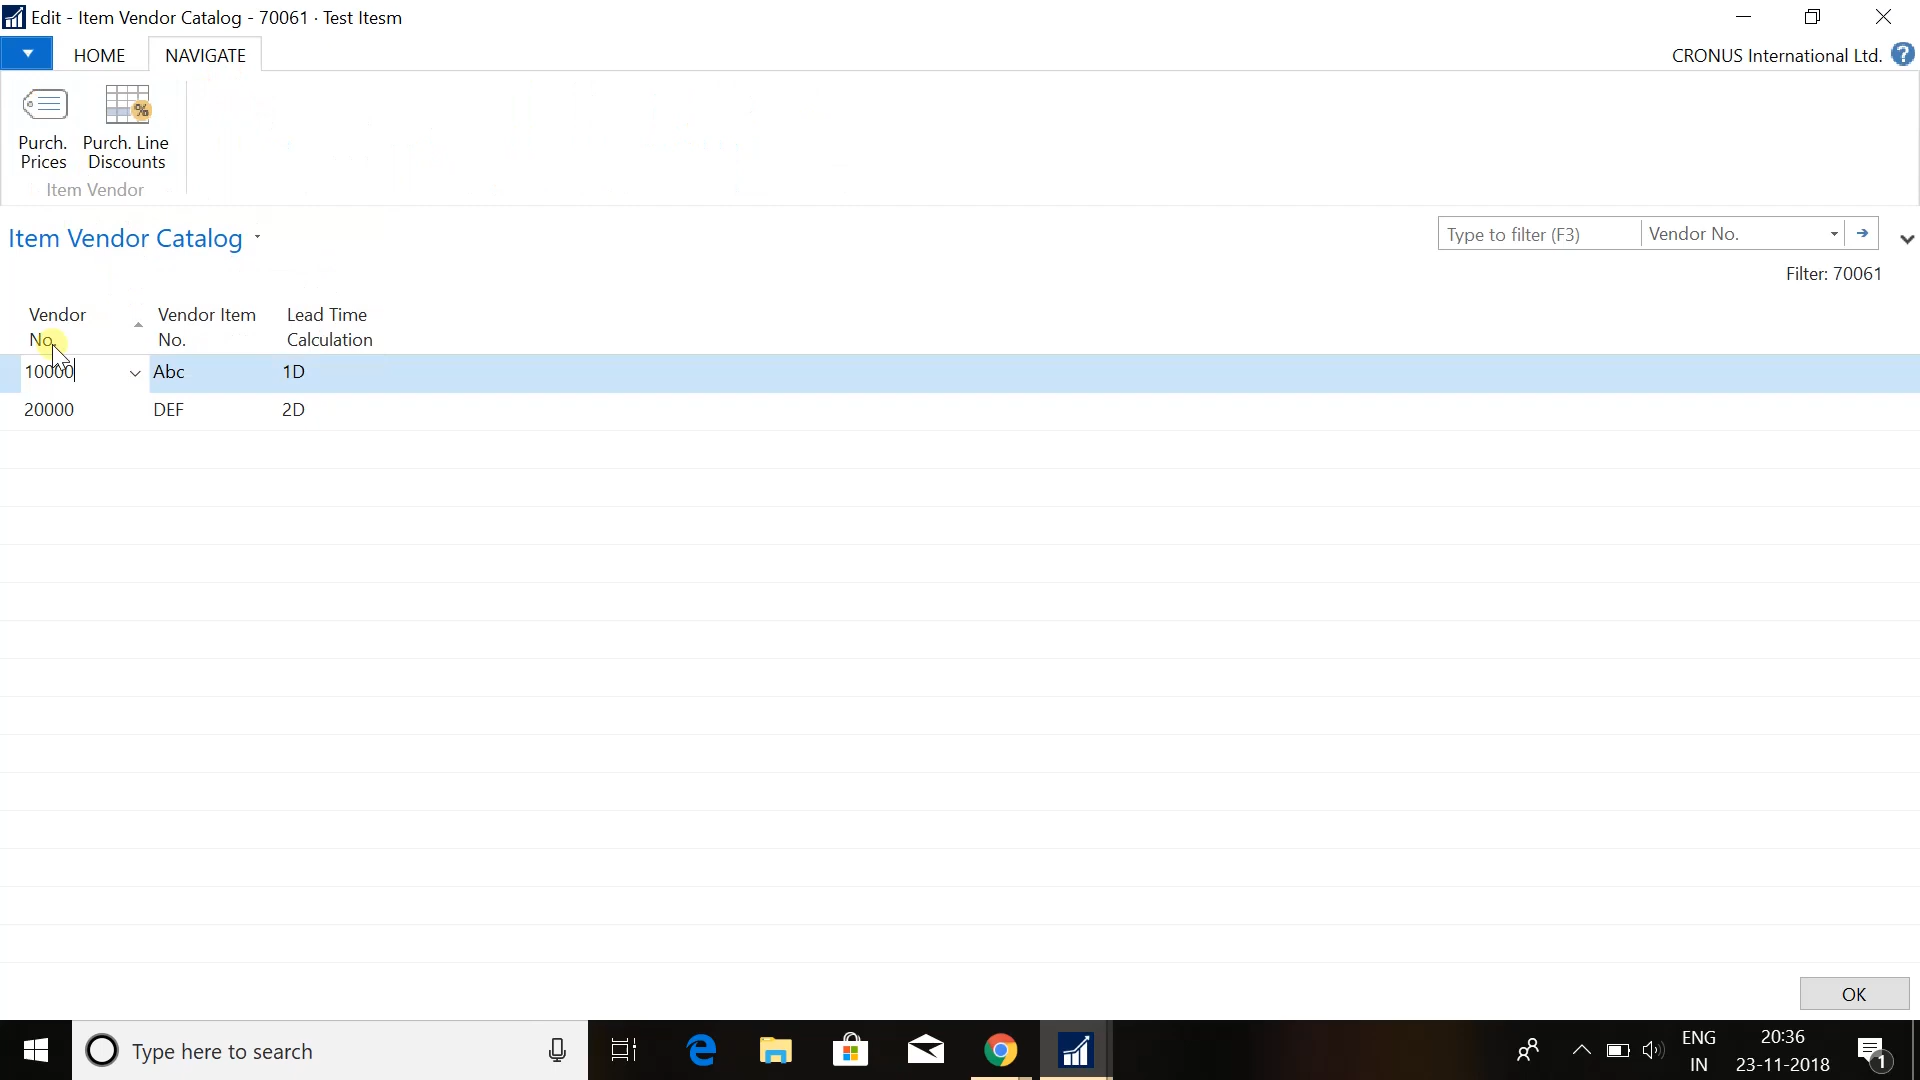 Edit - Item Vendor Catalog - 70061 · Test Itesm
HOME
NAVIGATE
CRONUS International Ltd.
?
Purch. Prices
Purch. Line Discounts
%
Item Vendor
Item Vendor Catalog
Type to filter (F3)
Vendor No.
Filter: 70061
Vendor No.
Vendor Item No.
Lead Time Calculation
10000 Abc 1D
20000 DEF 2D
OK
Type here to search
ENG
IN
20:36
23-11-2018
1